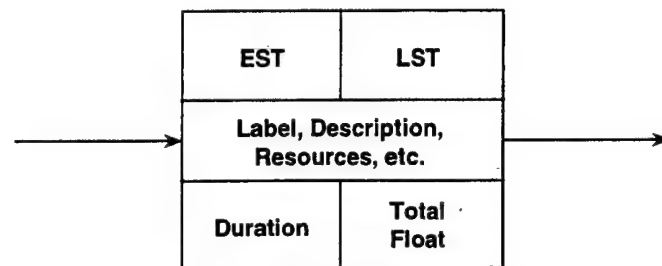 EST LST
Label, Description,
Resources, etc.
Duration
Total
Float